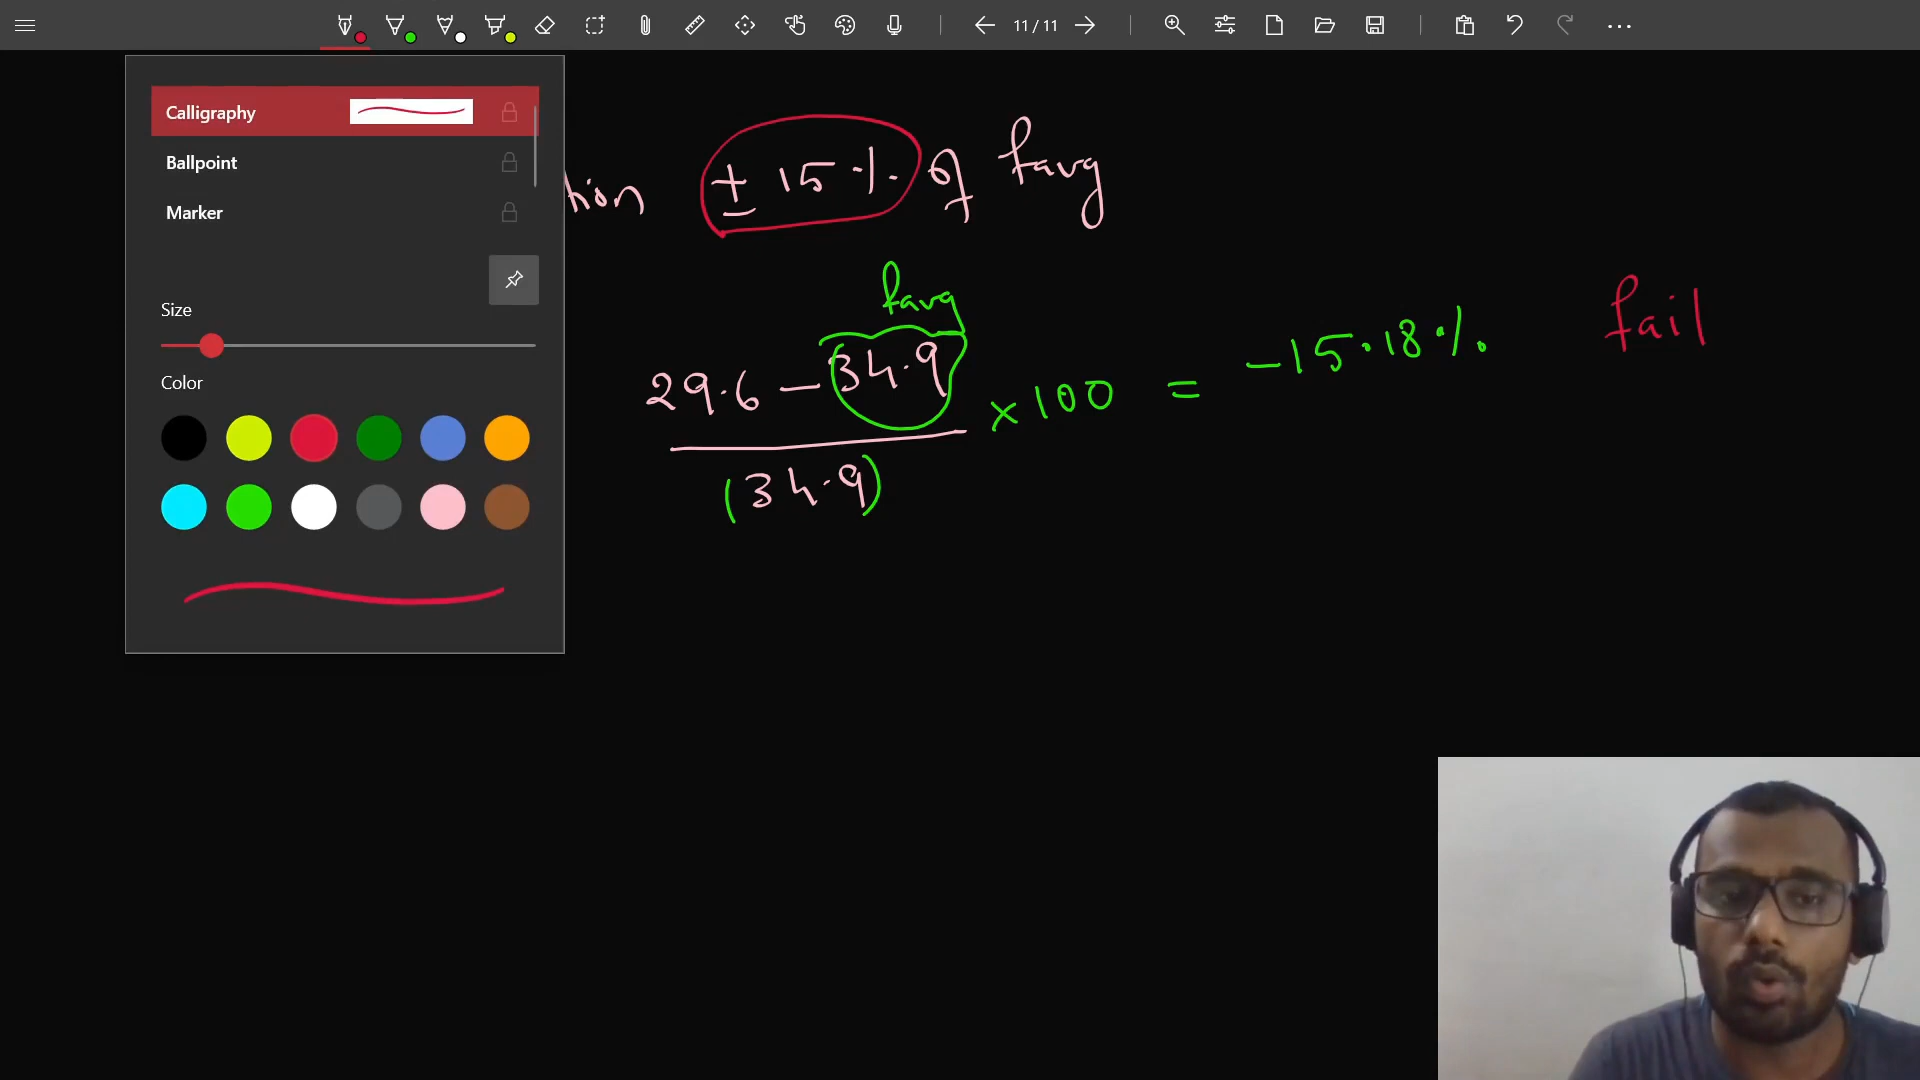 11 / 11
Calligraphy
Ballpoint
Marker
Size
Color
tion ± 15 % of favg
favg
29.6 — 34.9 × 100 = -15.18 %
(34.9)
fail